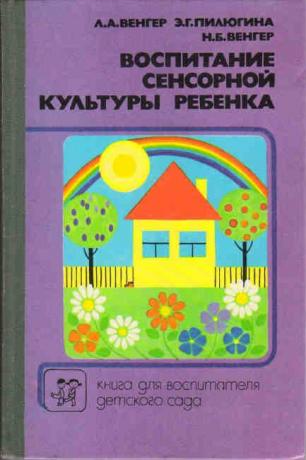 Л.А.ВЕНГЕР Э.Г.ПИЛЮГИНА
Н.Б.ВЕНГЕР
ВОСПИТАНИЕ
СЕНСОРНОЙ
КУЛЬТУРЫ РЕБЕНКА
книга для воспитателя
детского сада